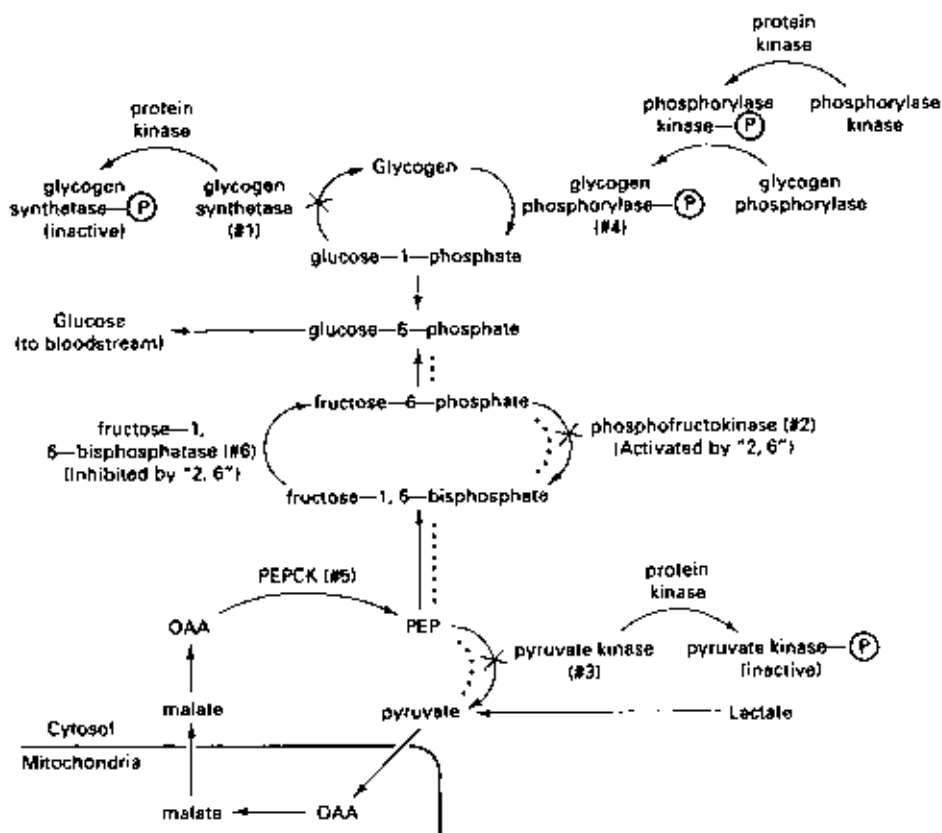 protein
kinase
phosphorylase
kinase—P
phosphorylase
kinase
protein
kinase
glycogen
synthetase—P
(inactive)
glycogen
synthetase
(#1)
Glycogen
glycogen
phosphorylase—P
(#4)
glycogen
phosphorylase
glucose—1—phosphate
Glucose
(to bloodstream)
glucose—6—phosphate
fructose—6—phosphate
fructose—1,
6—bisphosphatase (#6)
(Inhibited by "2, 6")
phosphofructokinase (#2)
(Activated by "2, 6")
fructose—1, 6—bisphosphate
PEPCK (#5)
protein
kinase
OAA
PEP
pyruvate kinase
(#3)
pyruvate kinase—P
(inactive)
malate
pyruvate
Lactate
Cytosol
Mitochondria
malate
OAA